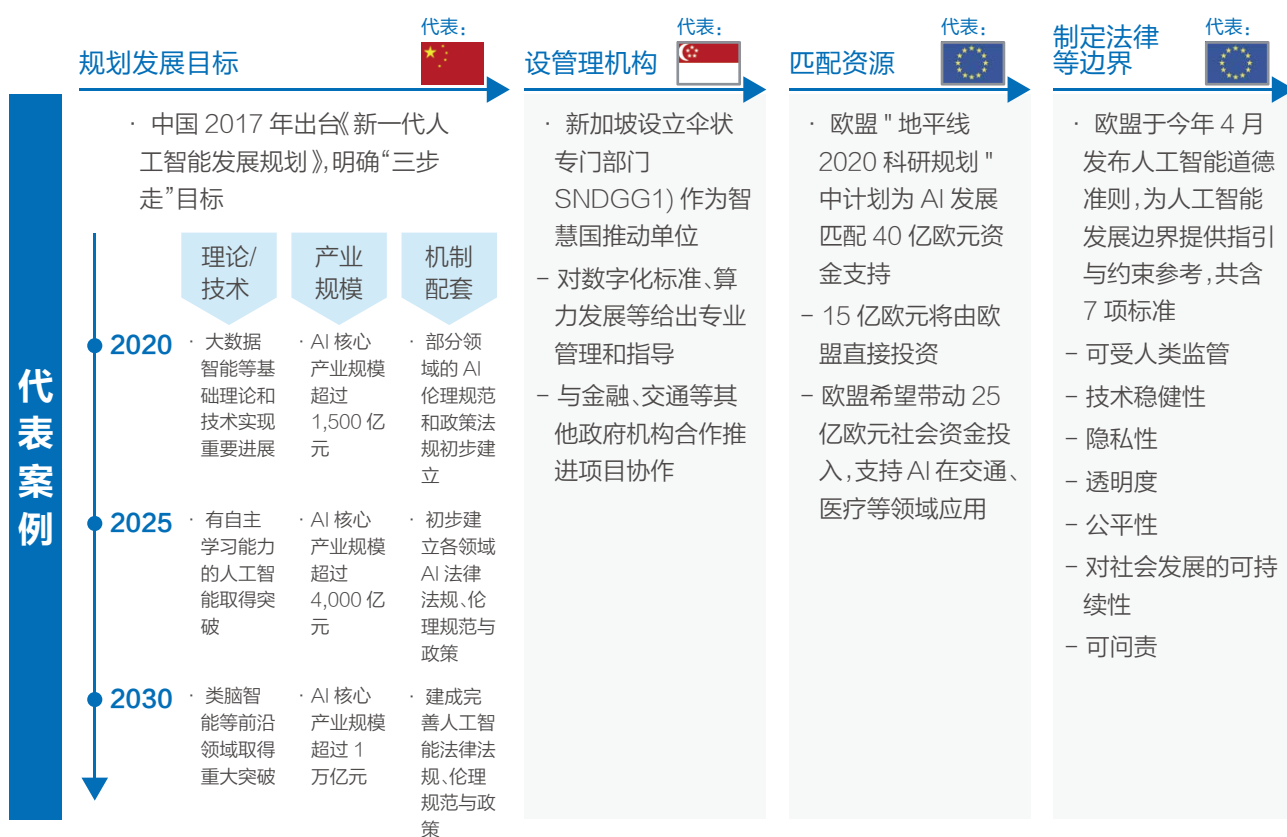 代表：
规划发展目标
· 中国 2017 年出台《新一代人
工智能发展规划》，明确“三步
走”目标
理论/
技术
产业
规模
机制
配套
2020
· 大数据
智能等基
础理论和
技术实现
重要进展
· AI 核心
产业规模
超过
1,500 亿
元
· 部分领
域的 AI
伦理规范
和政策法
规初步建
立
2025
· 有自主
学习能力
的人工智
能取得突
破
· AI 核心
产业规模
超过
4,000 亿
元
· 初步建
立各领域
AI 法律
法规、伦
理规范与
政策
2030
· 类脑智
能等前沿
领域取得
重大突破
· AI 核心
产业规模
超过 1
万亿元
· 建成完
善人工智
能法律法
规、伦理
规范与政
策
代表：
设管理机构
· 新加坡设立伞状
专门部门
SNDGG1) 作为智
慧国推动单位
– 对数字化标准、算
力发展等给出专业
管理和指导
– 与金融、交通等其
他政府机构合作推
进项目协作
代表：
匹配资源
· 欧盟 " 地平线
2020 科研规划 "
中计划为 AI 发展
匹配 40 亿欧元资
金支持
– 15 亿欧元将由欧
盟直接投资
– 欧盟希望带动 25
亿欧元社会资金投
入，支持 AI 在交通、
医疗等领域应用
代表：
制定法律
等边界
· 欧盟于今年 4 月
发布人工智能道德
准则，为人工智能
发展边界提供指引
与约束参考，共含
7 项标准
– 可受人类监管
– 技术稳健性
– 隐私性
– 透明度
– 公平性
– 对社会发展的可持
续性
– 可问责
代表案例